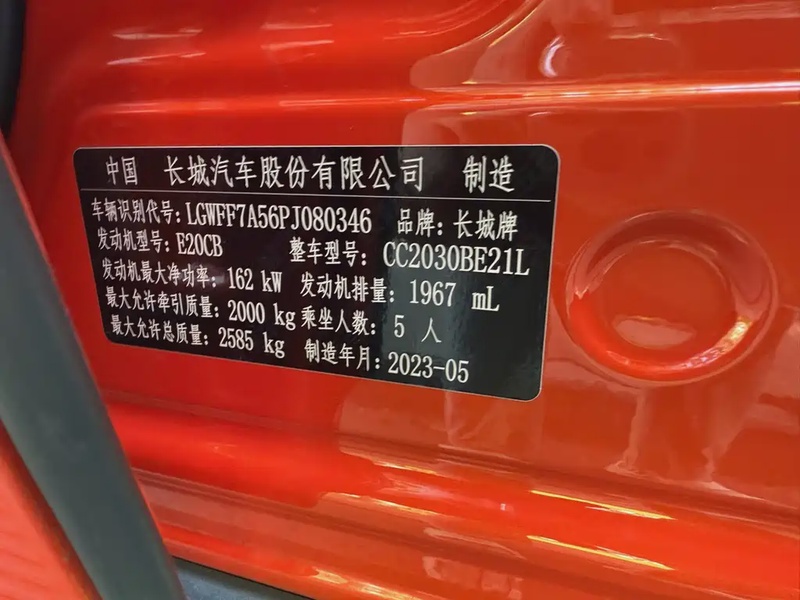 中国 长城汽车股份有限公司 制造
车辆识别代号: LGWFF7A56PJ080346 品牌: 长城牌
发动机型号: E20CB 整车型号: CC2030BE21L
发动机最大净功率: 162 kW 发动机排量: 1967 mL
最大允许牵引质量: 2000 kg 乘坐人数: 5 人
最大允许总质量: 2585 kg 制造年月: 2023-05